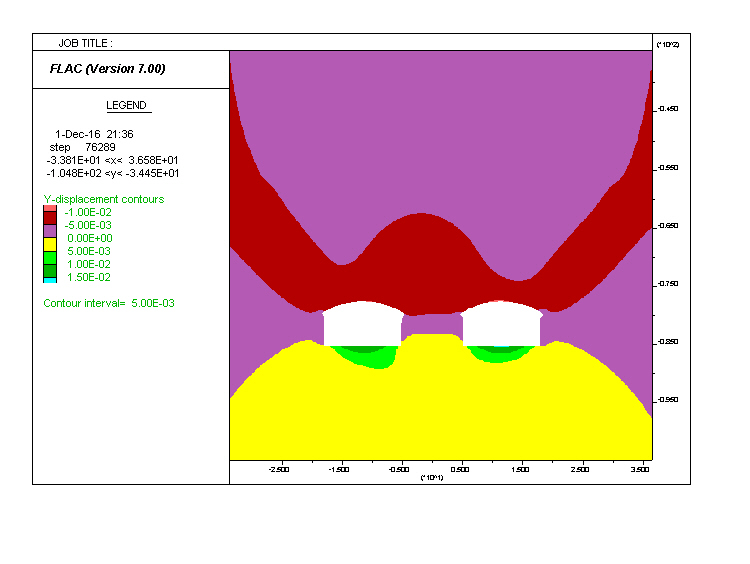 JOB TITLE :
FLAC (Version 7.00)
LEGEND
1-Dec-16 21:36
step 76289
-3.381E+01 <x< 3.658E+01
-1.048E+02 <y< -3.445E+01
Y-displacement contours
-1.00E-02
-5.00E-03
0.00E+00
5.00E-03
1.00E-02
1.50E-02
Contour interval= 5.00E-03
(*10^2)
-0.450
-0.550
-0.650
-0.750
-0.850
-0.950
-2.500 -1.500 -0.500 0.500 1.500 2.500 3.500
(*10^1)